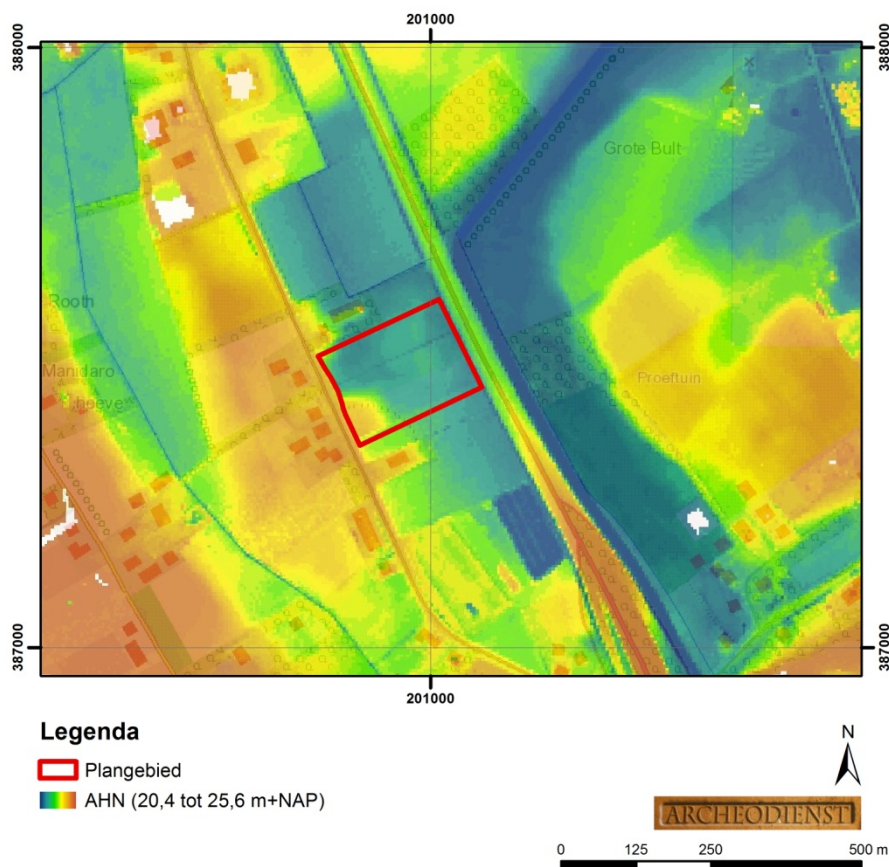 201000
388000
388000
Grote Bult
Rooth
Proeftuin
387000
387000
201000
Legenda
Plangebied
AHN (20,4 tot 25,6 m+NAP)
N
ARCHEODIENST
0 125 250 500 m